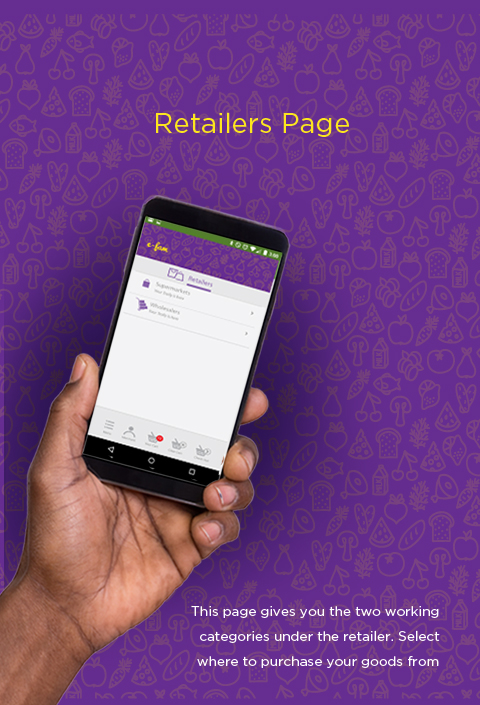 Retailers Page
e-fam
Retailers
Supermarkets
Wholesalers
This page gives you the two working
categories under the retailer. Select
where to purchase your goods from